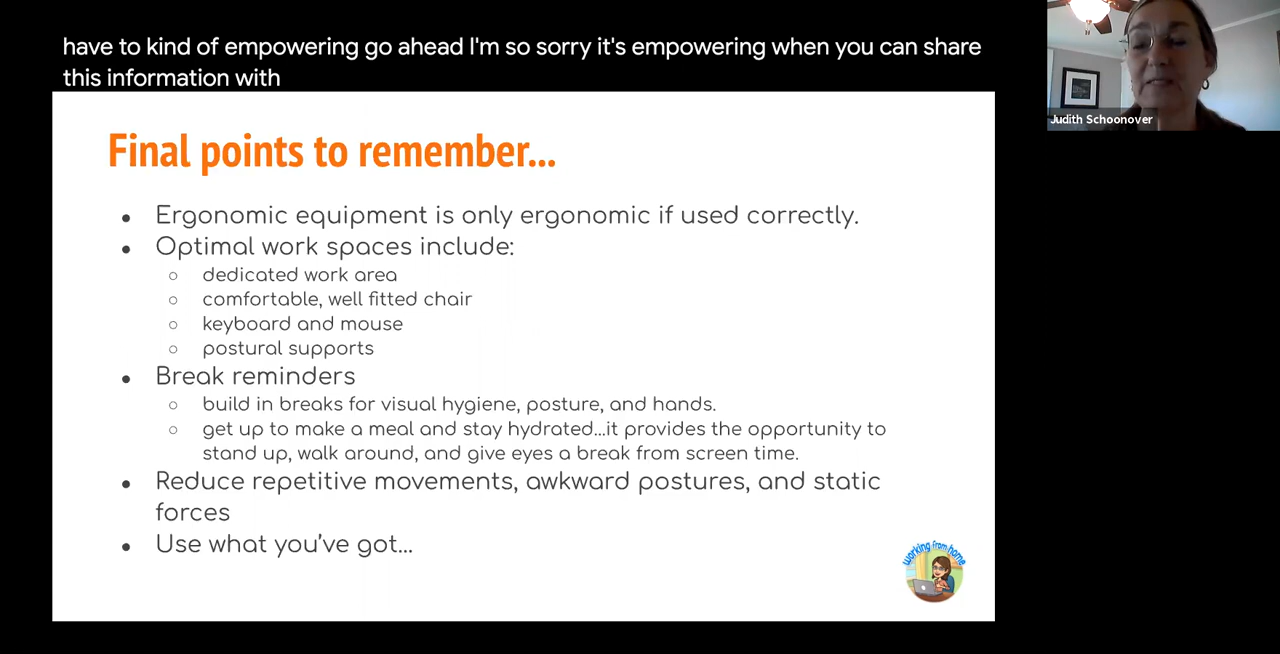 have to kind of empowering go ahead I'm so sorry it's empowering when you can share
this information with
Judith Schoonover
Final points to remember...
● Ergonomic equipment is only ergonomic if used correctly.
● Optimal work spaces include:
○ dedicated work area
○ comfortable, well fitted chair
○ keyboard and mouse
○ postural supports
● Break reminders
○ build in breaks for visual hygiene, posture, and hands.
○ get up to make a meal and stay hydrated...it provides the opportunity to
stand up, walk around, and give eyes a break from screen time.
● Reduce repetitive movements, awkward postures, and static
forces
● Use what you've got...
working from home